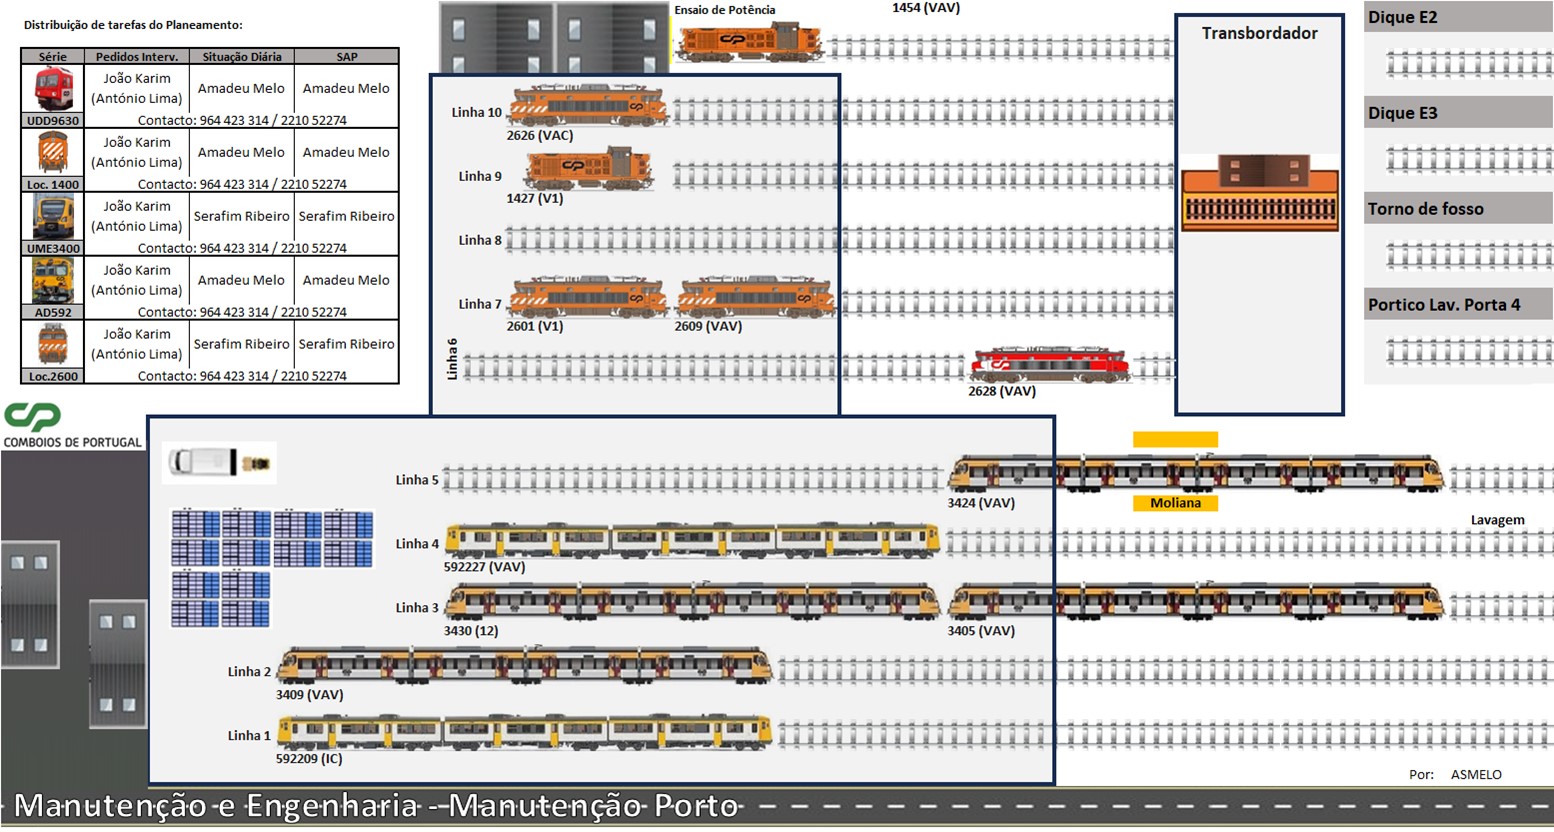 Distribuição de tarefas do Planeamento:
Série Pedidos Interv. Situação Diária SAP
João Karim
(António Lima)
Amadeu Melo Amadeu Melo
UDD9630 Contacto: 964 423 314 / 2210 52274
João Karim
(António Lima)
Amadeu Melo Amadeu Melo
Loc. 1400 Contacto: 964 423 314 / 2210 52274
João Karim
(António Lima)
Serafim Ribeiro Serafim Ribeiro
UME3400 Contacto: 964 423 314 / 2210 52274
João Karim
(António Lima)
Amadeu Melo Amadeu Melo
AD592 Contacto: 964 423 314 / 2210 52274
João Karim
(António Lima)
Serafim Ribeiro Serafim Ribeiro
Loc.2600 Contacto: 964 423 314 / 2210 52274
CP
COMBOIOS DE PORTUGAL
Ensaio de Potência
1454 (VAV)
Linha 10
2626 (VAC)
Linha 9
1427 (V1)
Linha 8
Linha 7
2601 (V1) 2609 (VAV)
Linha 6
2628 (VAV)
Transbordador
Dique E2
Dique E3
Torno de fosso
Portico Lav. Porta 4
Linha 5
3424 (VAV)
Moliana
Lavagem
Linha 4
592227 (VAV)
Linha 3
3430 (12) 3405 (VAV)
Linha 2
3409 (VAV)
Linha 1
592209 (IC)
Por: ASMELO
Manutenção e Engenharia - Manutenção Porto